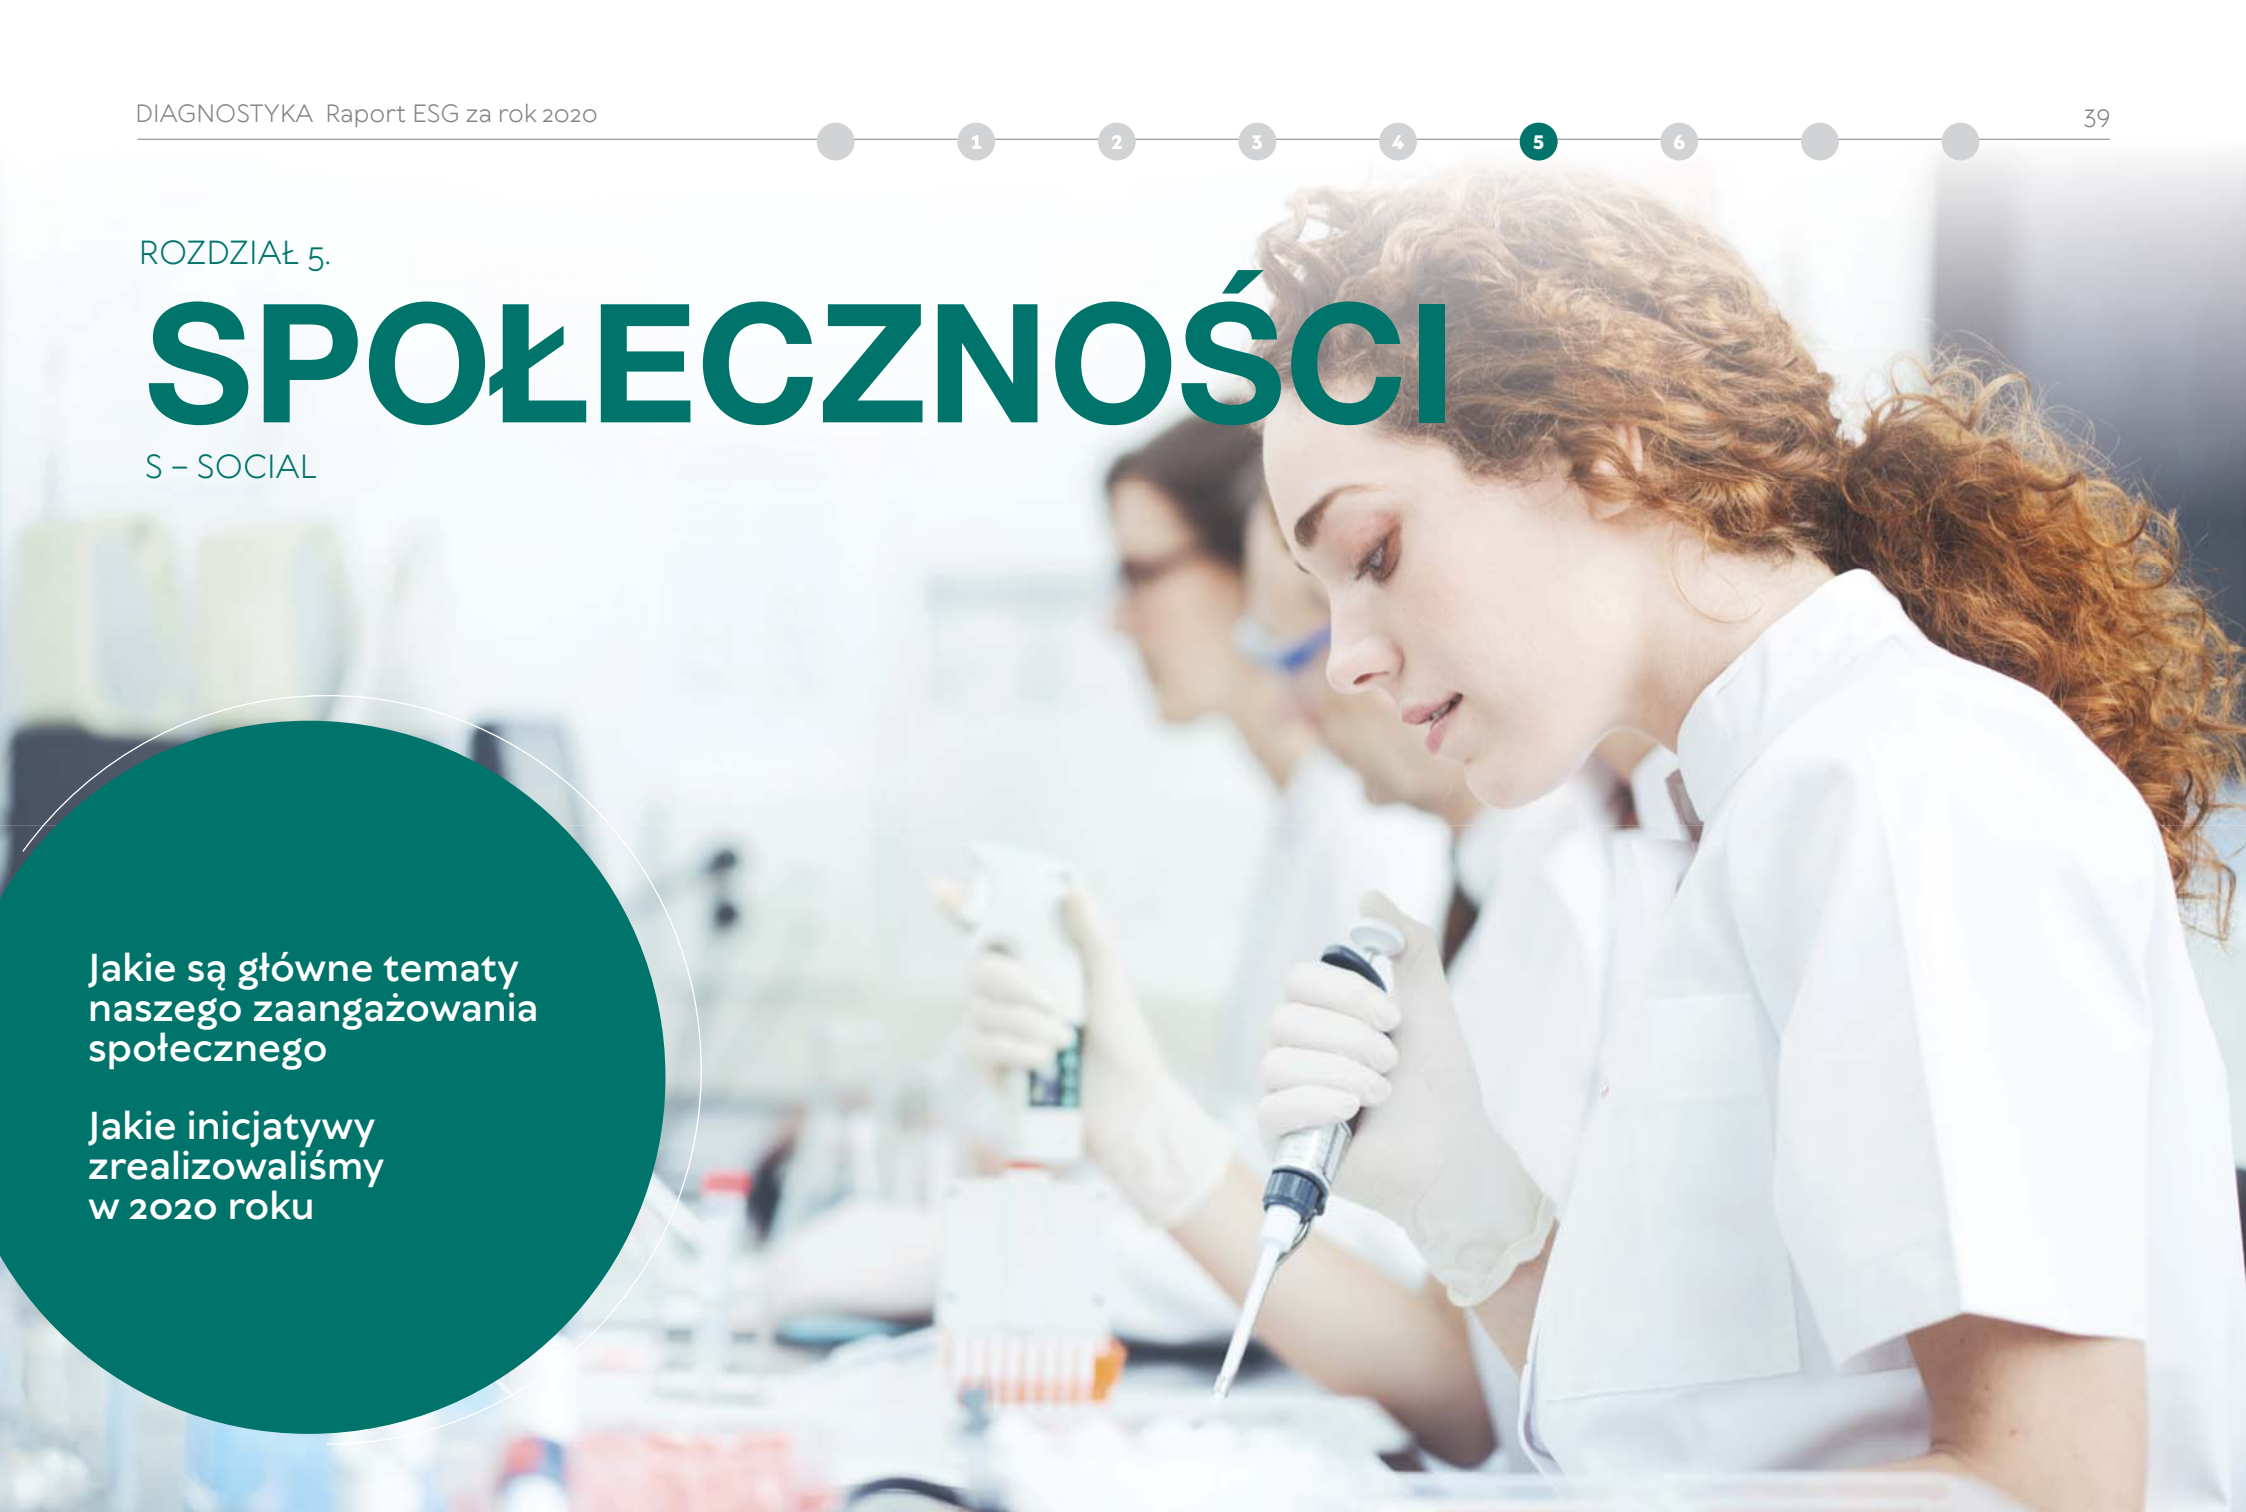 DIAGNOSTYKA Raport ESG za rok 2020
1 2 3 4 5 6
39
ROZDZIAŁ 5.
SPOŁECZNOŚCI
S – SOCIAL
Jakie są główne tematy
naszego zaangażowania
społecznego
Jakie inicjatywy
zrealizowaliśmy
w 2020 roku